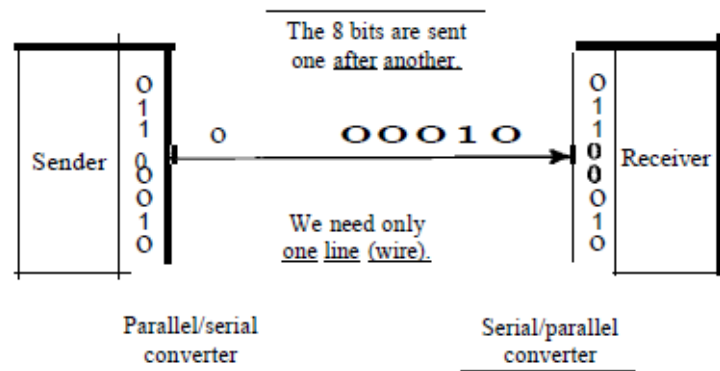 The 8 bits are sent
one after another.
Sender
0
1
1
0
0
0
1
0
0
00010
0
1
1
0
0
0
1
0
Receiver
We need only
one line (wire).
Parallel/serial
converter
Serial/parallel
converter